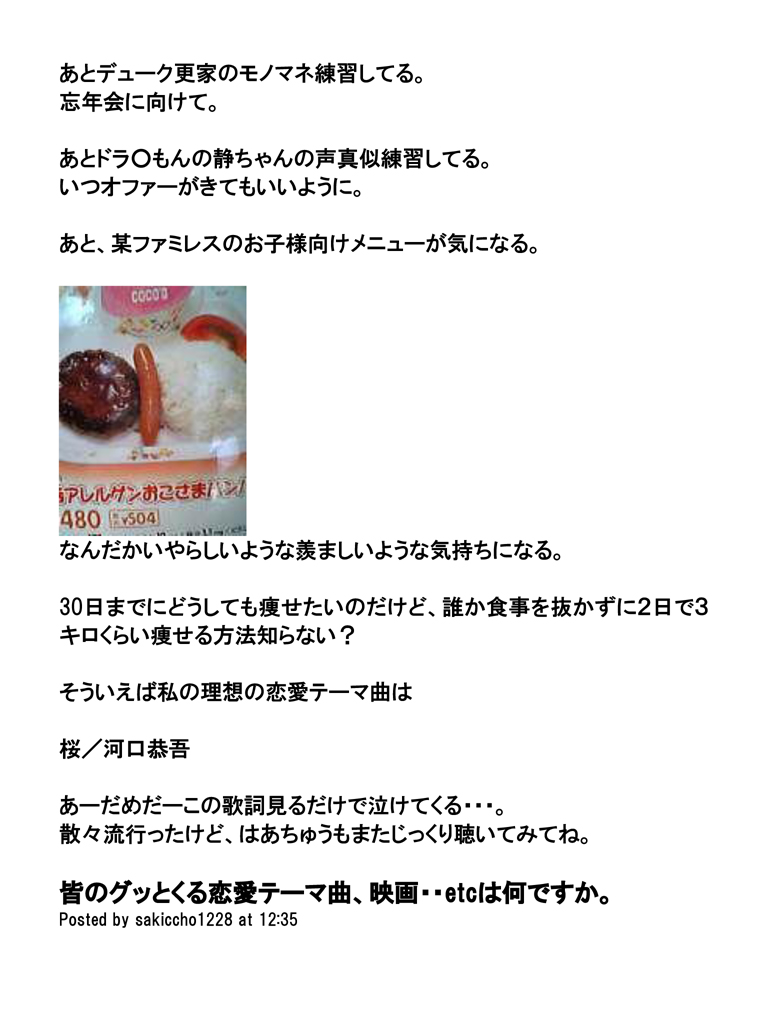 あとデューク更家のモノマネ練習してる。
忘年会に向けて。
あとドラ〇もんの静ちゃんの声真似練習してる。
いつオファーがきてもいいように。
あと、某ファミレスのお子様向けメニューが気になる。
COCO'S
アレルゲンおこさまハン
480 ¥504
なんだかいやらしいような羨ましいような気持ちになる。
30日までにどうしても痩せたいのだけど、誰か食事を抜かずに２日で３
キロくらい痩せる方法知らない？
そういえば私の理想の恋愛テーマ曲は
桜／河口恭吾
あーだめだーこの歌詞見るだけで泣けてくる・・・。
散々流行ったけど、はあちゅうもまたじっくり聴いてみてね。
皆のグッとくる恋愛テーマ曲、映画・・etcは何ですか。
Posted by sakiccho1228 at 12:35